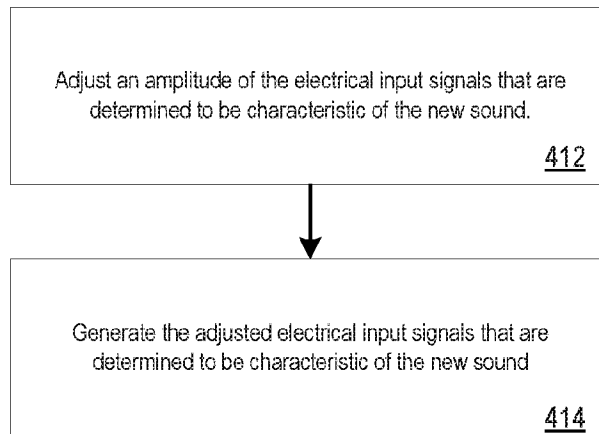 Adjust an amplitude of the electrical input signals that are
determined to be characteristic of the new sound.
412
Generate the adjusted electrical input signals that are
determined to be characteristic of the new sound
414